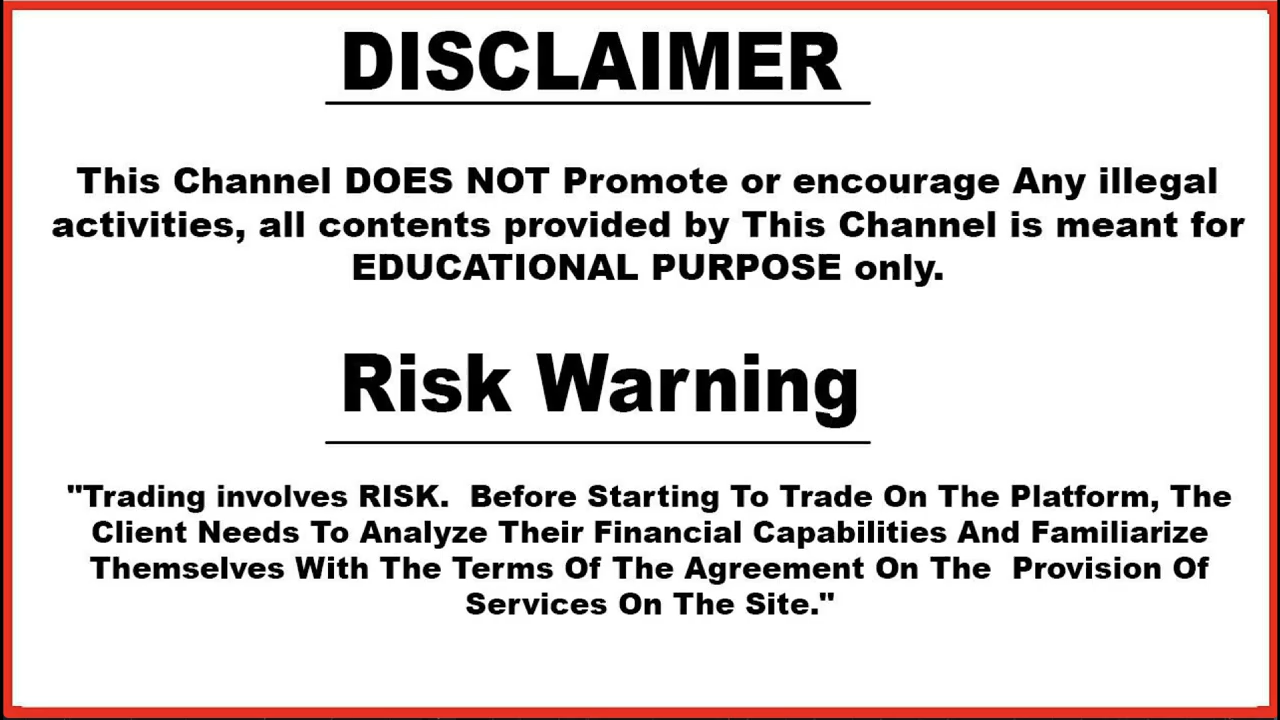 DISCLAIMER
This Channel DOES NOT Promote or encourage Any illegal
activities, all contents provided by This Channel is meant for
EDUCATIONAL PURPOSE only.
Risk Warning
"Trading involves RISK.  Before Starting To Trade On The Platform, The
Client Needs To Analyze Their Financial Capabilities And Familiarize
Themselves With The Terms Of The Agreement On The  Provision Of
Services On The Site."